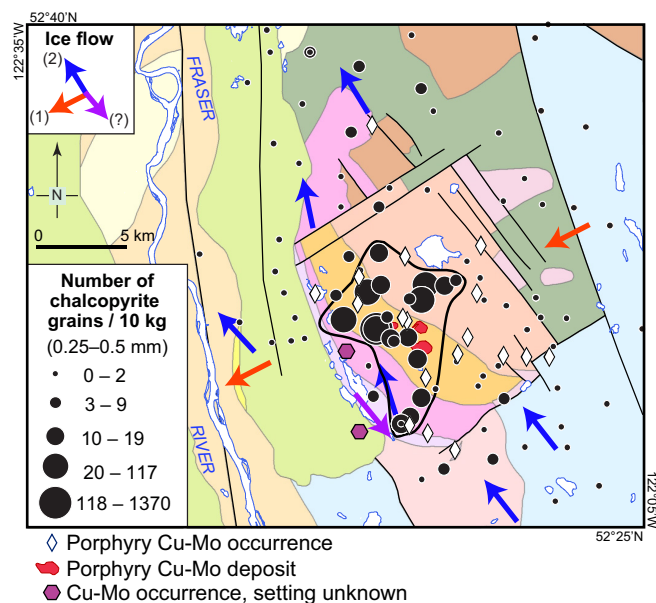 52°40'N
122°35'W
Ice flow
(2)
(1)
(?)
N
0 5 km
FRASER
RIVER
Number of
chalcopyrite
grains / 10 kg
(0.25–0.5 mm)
0 – 2
3 – 9
10 – 19
20 – 117
118 – 1370
122°05'W
52°25'N
Porphyry Cu-Mo occurrence
Porphyry Cu-Mo deposit
Cu-Mo occurrence, setting unknown